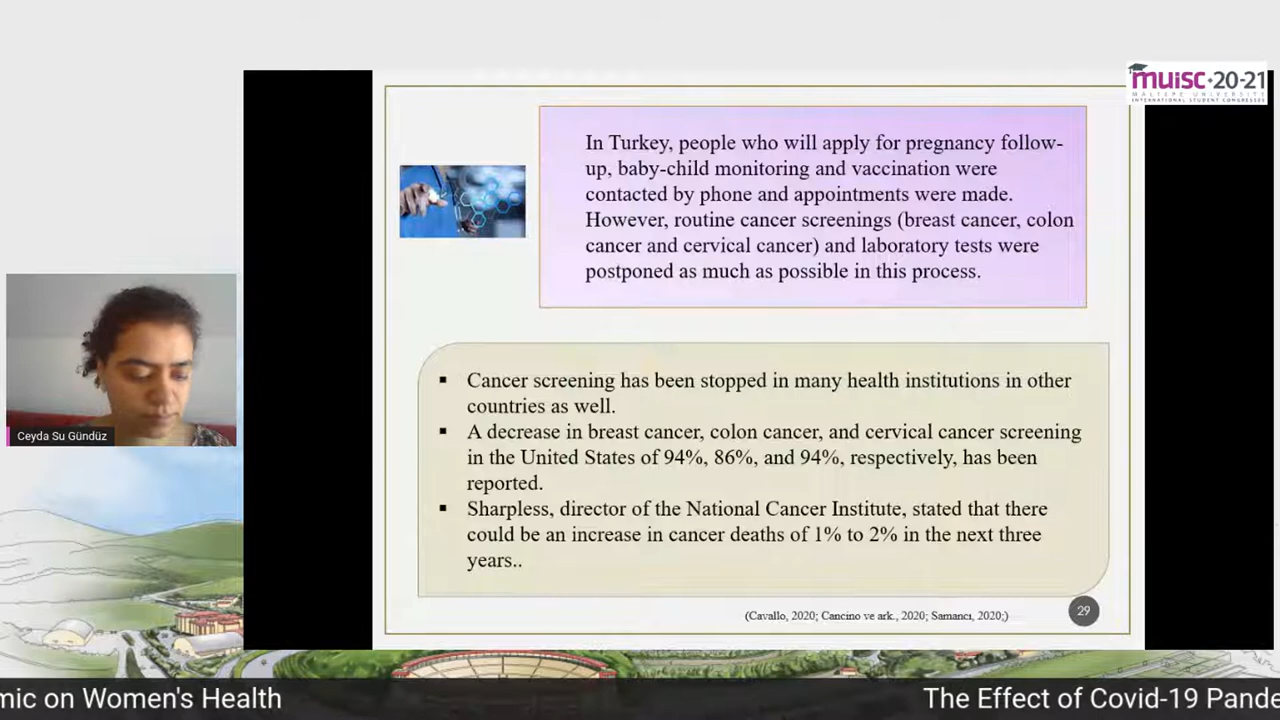 muisc•20-21
MALTEPE UNIVERSITY
INTERNATIONAL STUDENT CONGRESSES
In Turkey, people who will apply for pregnancy follow-
up, baby-child monitoring and vaccination were
contacted by phone and appointments were made.
However, routine cancer screenings (breast cancer, colon
cancer and cervical cancer) and laboratory tests were
postponed as much as possible in this process.
Ceyda Su Gündüz
▪ Cancer screening has been stopped in many health institutions in other
countries as well.
▪ A decrease in breast cancer, colon cancer, and cervical cancer screening
in the United States of 94%, 86%, and 94%, respectively, has been
reported.
▪ Sharpless, director of the National Cancer Institute, stated that there
could be an increase in cancer deaths of 1% to 2% in the next three
years..
(Cavallo, 2020; Cancino ve ark., 2020; Samancı, 2020;)
29
mic on Women's Health
The Effect of Covid-19 Pande